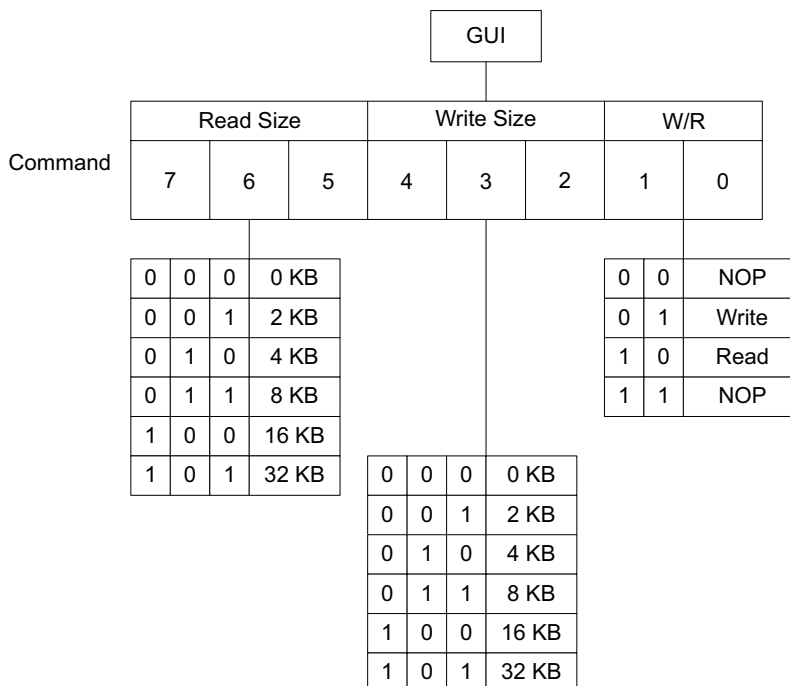 GUI
Read Size Write Size W/R
Command 7 6 5 4 3 2 1 0
0 0 0 0 KB
0 0 1 2 KB
0 1 0 4 KB
0 1 1 8 KB
1 0 0 16 KB
1 0 1 32 KB
0 0 0 0 KB
0 0 1 2 KB
0 1 0 4 KB
0 1 1 8 KB
1 0 0 16 KB
1 0 1 32 KB
0 0 NOP
0 1 Write
1 0 Read
1 1 NOP